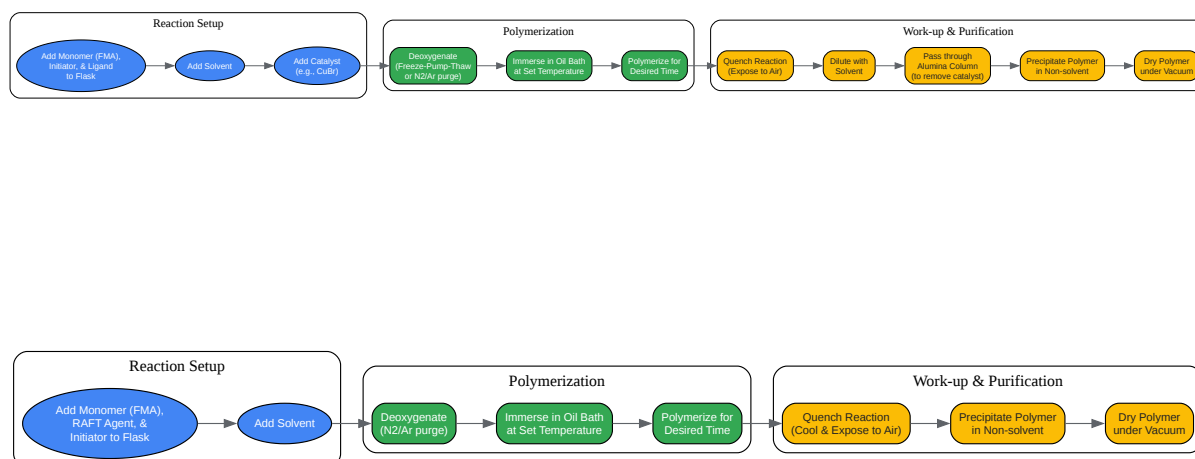 Reaction Setup
Add Monomer (FMA),
Initiator, & Ligand
to Flask
Add Solvent
Add Catalyst
(e.g., CuBr)
Polymerization
Deoxygenate
(Freeze-Pump-Thaw
or N2/Ar purge)
Immerse in Oil Bath
at Set Temperature
Polymerize for
Desired Time
Work-up & Purification
Quench Reaction
(Expose to Air)
Dilute with
Solvent
Pass through
Alumina Column
(to remove catalyst)
Precipitate Polymer
in Non-solvent
Dry Polymer
under Vacuum
Reaction Setup
Add Monomer (FMA),
RAFT Agent, &
Initiator to Flask
Add Solvent
Polymerization
Deoxygenate
(N2/Ar purge)
Immerse in Oil Bath
at Set Temperature
Polymerize for
Desired Time
Work-up & Purification
Quench Reaction
(Cool & Expose to Air)
Precipitate Polymer
in Non-solvent
Dry Polymer
under Vacuum